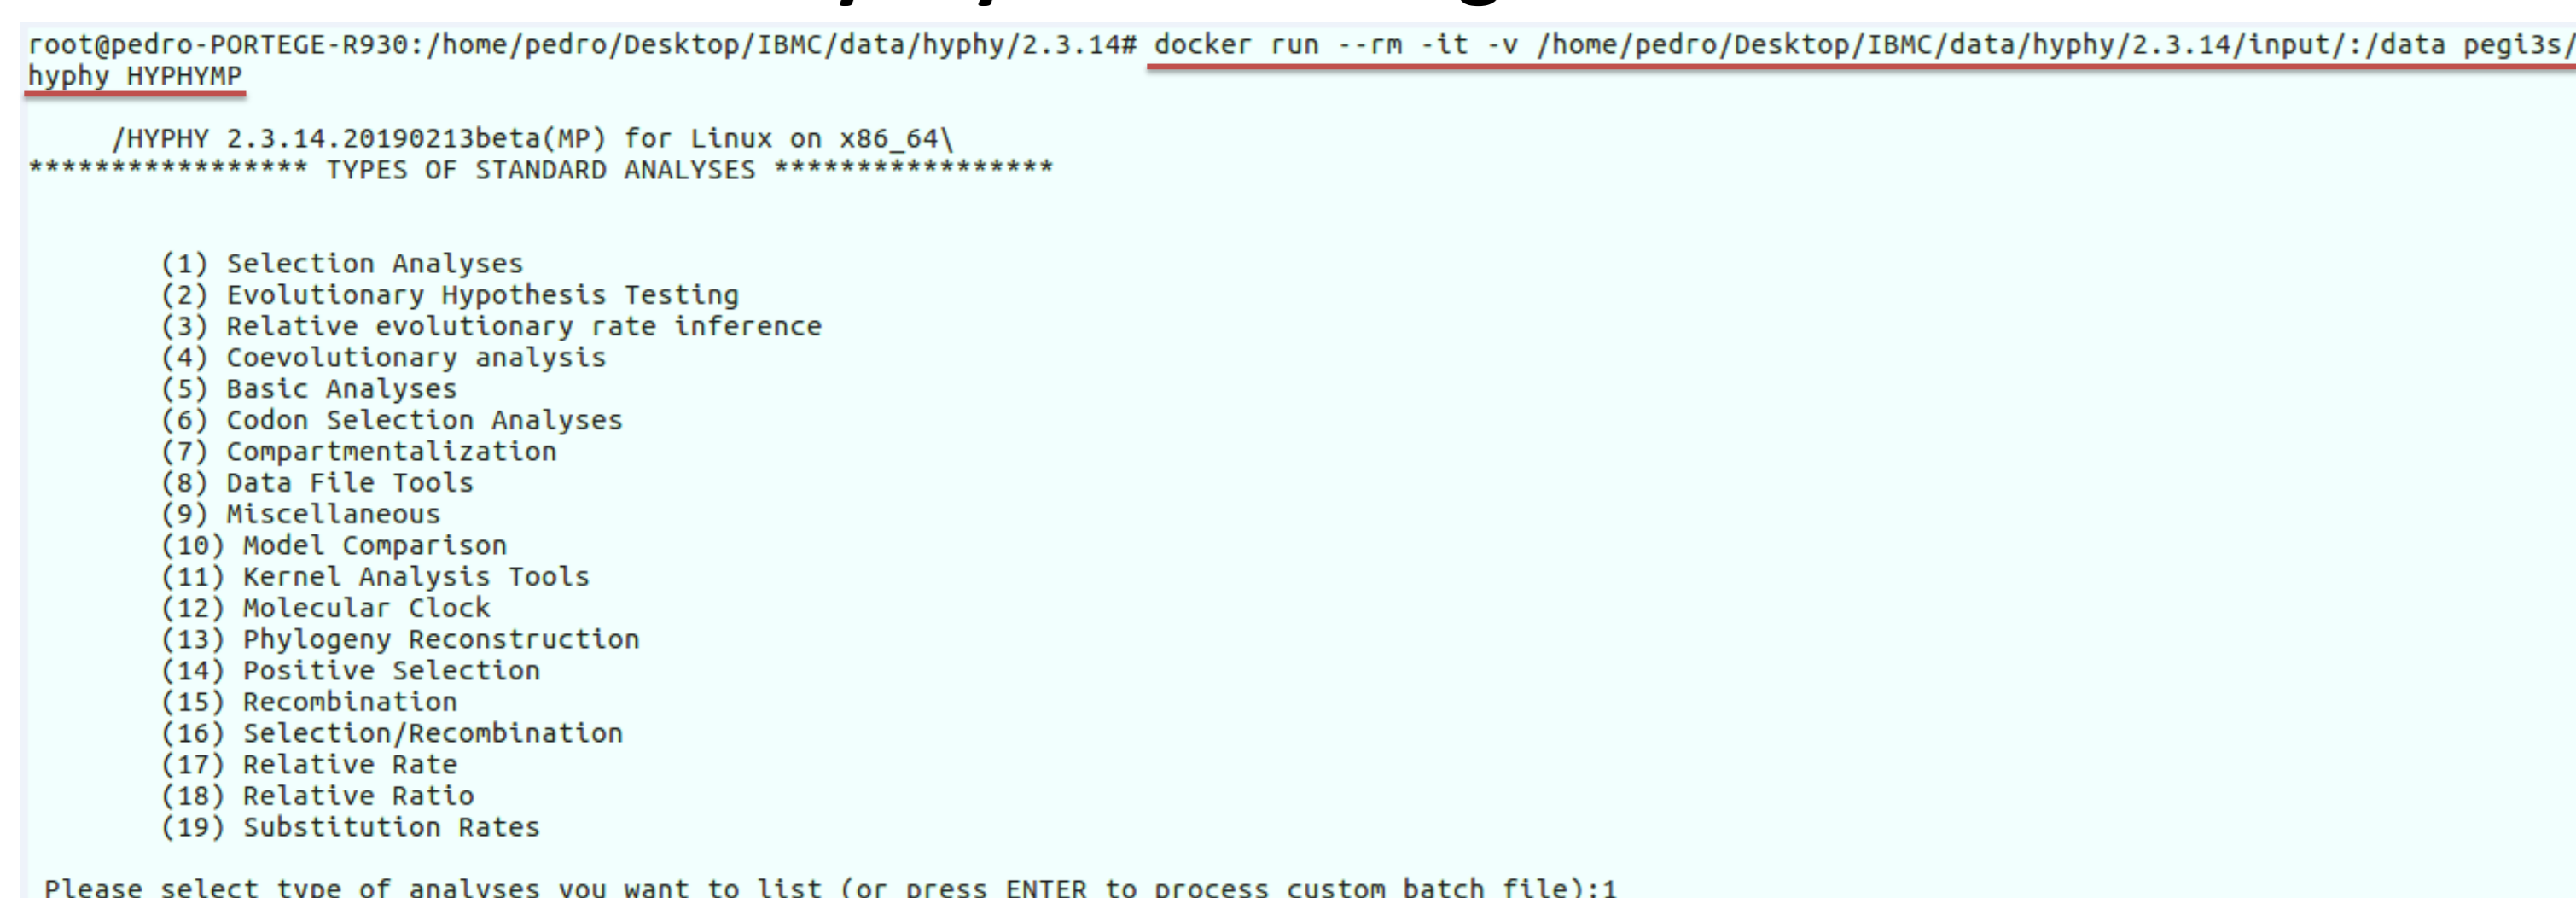 root@pedro-PORTEGE-R930:/home/pedro/Desktop/IBMC/data/hyphy/2.3.14# docker run --rm -it -v /home/pedro/Desktop/IBMC/data/hyphy/2.3.14/input/:/data pegi3s/
hyphy HYPHYMP
/HYPHY 2.3.14.20190213beta(MP) for Linux on x86_64\
***************** TYPES OF STANDARD ANALYSES *****************
(1) Selection Analyses
(2) Evolutionary Hypothesis Testing
(3) Relative evolutionary rate inference
(4) Coevolutionary analysis
(5) Basic Analyses
(6) Codon Selection Analyses
(7) Compartmentalization
(8) Data File Tools
(9) Miscellaneous
(10) Model Comparison
(11) Kernel Analysis Tools
(12) Molecular Clock
(13) Phylogeny Reconstruction
(14) Positive Selection
(15) Recombination
(16) Selection/Recombination
(17) Relative Rate
(18) Relative Ratio
(19) Substitution Rates
Please select type of analyses you want to list (or press ENTER to process custom batch file):1